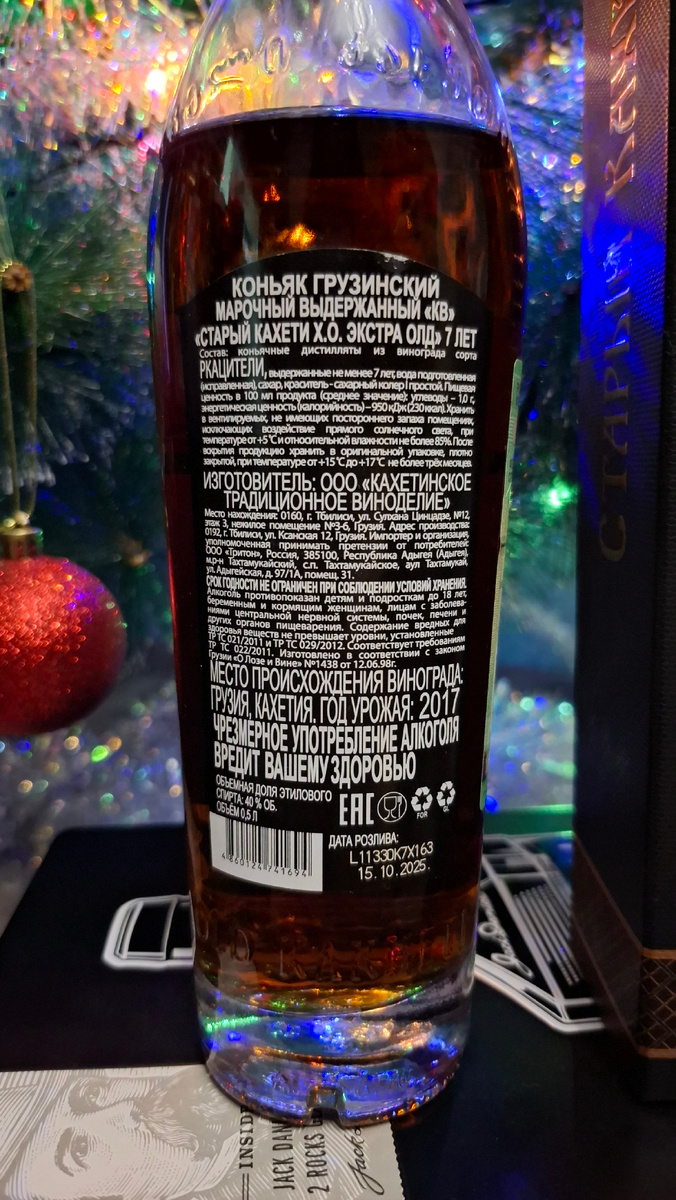 КОНЬЯК ГРУЗИНСКИЙ
МАРОЧНЫЙ ВЫДЕРЖАННЫЙ «КВ»
«СТАРЫЙ КАХЕТИ Х.О. ЭКСТРА ОЛД» 7 ЛЕТ
Состав: коньячные дистилляты из винограда сорта
РКАЦИТЕЛИ, выдержанные не менее 7 лет, вода подготовленная
(исправленная), сахар, краситель - сахарный колер I простой. Пищевая
ценность в 100 мл продукта (среднее значение): углеводы – 1,0 г,
энергетическая ценность (калорийность) – 950 кДж (230 ккал). Хранить
в вентилируемых, не имеющих постороннего запаха помещениях,
исключающих воздействие прямого солнечного света, при
температуре от +5°С и относительной влажности не более 85%. После
вскрытия продукцию хранить в оригинальной упаковке, плотно
закрытой, при температуре от +15°С до +17°С не более трёх месяцев.
ИЗГОТОВИТЕЛЬ: ООО «КАХЕТИНСКОЕ
ТРАДИЦИОННОЕ ВИНОДЕЛИЕ»
Место нахождения: 0160, г. Тбилиси, ул. Сулхана Цинцадзе, №12,
этаж 3, нежилое помещение №3-6, Грузия. Адрес производства:
0192, г. Тбилиси, ул. Ксанская 12, Грузия. Импортер и организация,
уполномоченная принимать претензии от потребителей:
ООО «Тритон», Россия, 385100, Республика Адыгея (Адыгея),
м.р-н Тахтамукайский, с.п. Тахтамукайское, аул Тахтамукай,
ул. Адыгейская, д. 97/1А, помещ. 31.
СРОК ГОДНОСТИ НЕ ОГРАНИЧЕН ПРИ СОБЛЮДЕНИИ УСЛОВИЙ ХРАНЕНИЯ.
Алкоголь противопоказан детям и подросткам до 18 лет,
беременным и кормящим женщинам, лицам с заболева-
ниями центральной нервной системы, почек, печени и
других органов пищеварения. Содержание вредных для
здоровья веществ не превышает уровни, установленные
ТР ТС 021/2011 и ТР ТС 029/2012. Соответствует требованиям
ТР ТС 022/2011. Изготовлено в соответствии с законом
Грузии «О Лозе и Вине» №1438 от 12.06.98г.
МЕСТО ПРОИСХОЖДЕНИЯ ВИНОГРАДА:
ГРУЗИЯ, КАХЕТИЯ. ГОД УРОЖАЯ: 2017
ЧРЕЗМЕРНОЕ УПОТРЕБЛЕНИЕ АЛКОГОЛЯ
ВРЕДИТ ВАШЕМУ ЗДОРОВЬЮ
ОБЪЕМНАЯ ДОЛЯ ЭТИЛОВОГО
СПИРТА: 40 % ОБ.
ОБЪЕМ 0,5 Л
ЕАС
FOR
GL
ДАТА РОЗЛИВА:
L11330K7X163
15.10.2025.
4860124741694
СТАРЫЙ
INSIDE
JACK DAN
2 ROCKS G